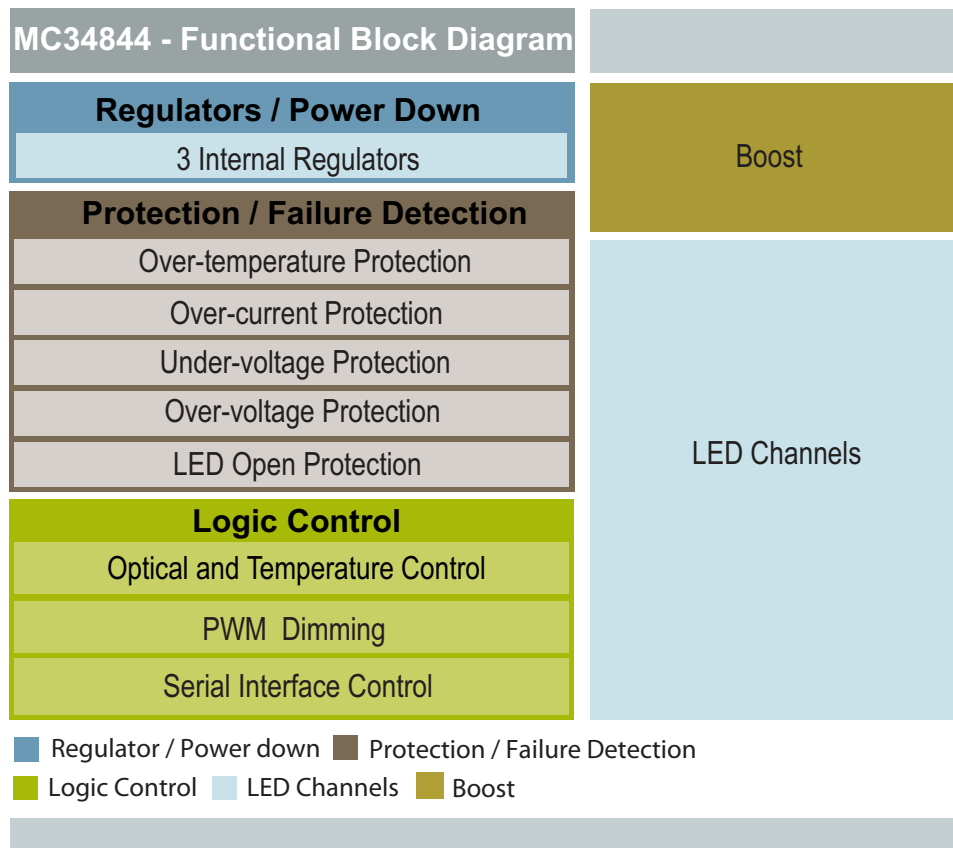 MC34844 - Functional Block Diagram
Regulators / Power Down
3 Internal Regulators
Protection / Failure Detection
Over-temperature Protection
Over-current Protection
Under-voltage Protection
Over-voltage Protection
LED Open Protection
Logic Control
Optical and Temperature Control
PWM Dimming
Serial Interface Control
Boost
LED Channels
Regulator / Power down
Protection / Failure Detection
Logic Control
LED Channels
Boost